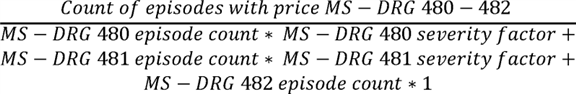 Count of episodes with price MS − DRG 480 − 482
MS − DRG 480 episode count * MS − DRG 480 severity factor +
MS − DRG 481 episode count * MS − DRG 481 severity factor +
MS − DRG 482 episode count * 1